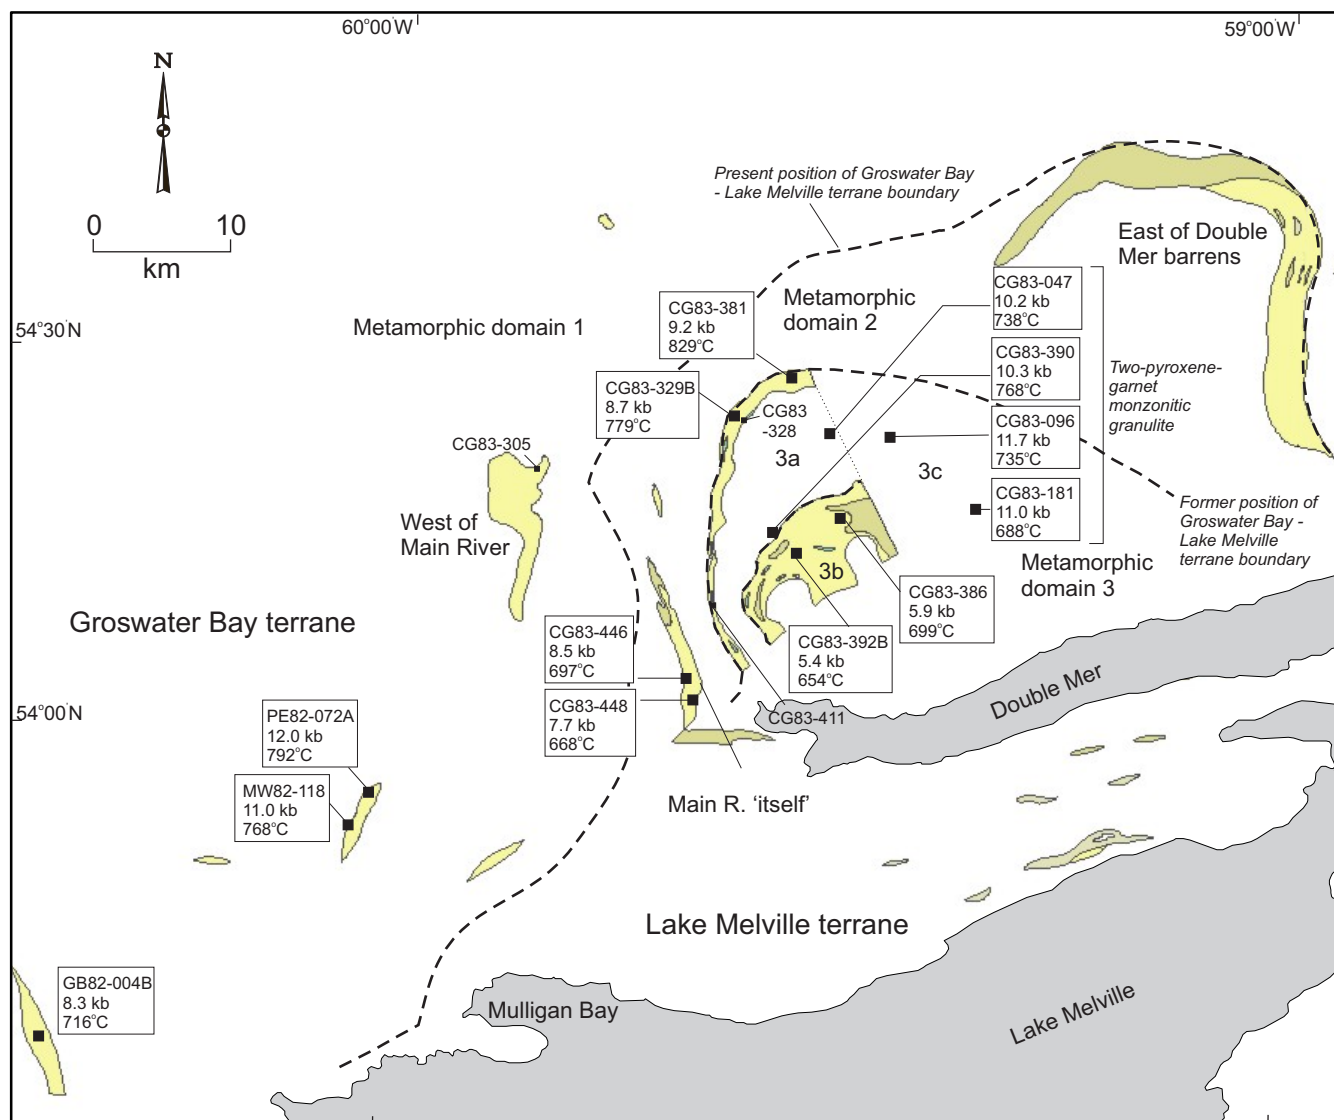 60°00'W
59°00'W
N
0 10
km
Present position of Groswater Bay
- Lake Melville terrane boundary
East of Double
Mer barrens
CG83-047
10.2 kb
738°C
CG83-381
9.2 kb
829°C
Metamorphic
domain 2
Metamorphic domain 1
54°30'N
CG83-390
10.3 kb
768°C
Two-pyroxene-
garnet
monzonitic
granulite
CG83-329B
8.7 kb
779°C
CG83
-328
CG83-096
11.7 kb
735°C
3a
3c
CG83-305
CG83-181
11.0 kb
688°C
Former position of
Groswater Bay -
Lake Melville
terrane boundary
West of
Main River
Metamorphic
domain 3
3b
CG83-386
5.9 kb
699°C
Groswater Bay terrane
CG83-446
8.5 kb
697°C
CG83-392B
5.4 kb
654°C
Double Mer
CG83-448
7.7 kb
668°C
CG83-411
54°00'N
PE82-072A
12.0 kb
792°C
MW82-118
11.0 kb
768°C
Main R. 'itself'
Lake Melville terrane
GB82-004B
8.3 kb
716°C
Mulligan Bay
Lake Melville